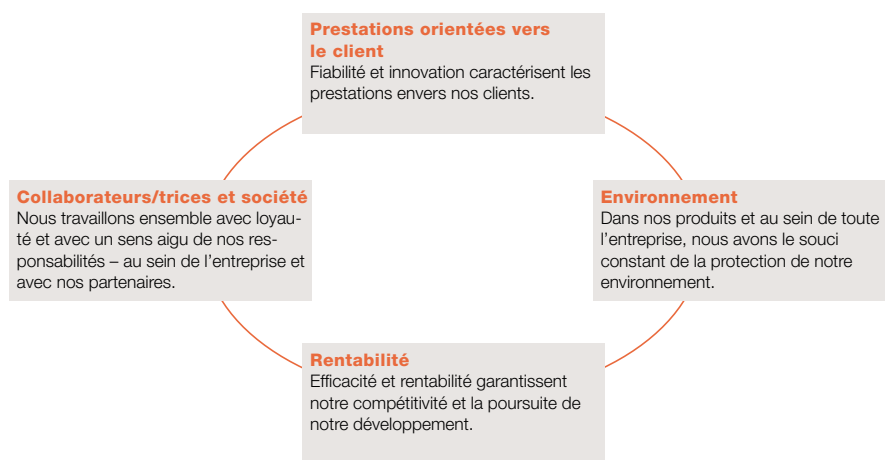 Prestations orientées vers
le client
Fiabilité et innovation caractérisent les
prestations envers nos clients.
Collaborateurs/trices et société
Nous travaillons ensemble avec loyau-
té et avec un sens aigu de nos res-
ponsabilités – au sein de l’entreprise et
avec nos partenaires.
Environnement
Dans nos produits et au sein de toute
l’entreprise, nous avons le souci
constant de la protection de notre
environnement.
Rentabilité
Efficacité et rentabilité garantissent
notre compétitivité et la poursuite de
notre développement.